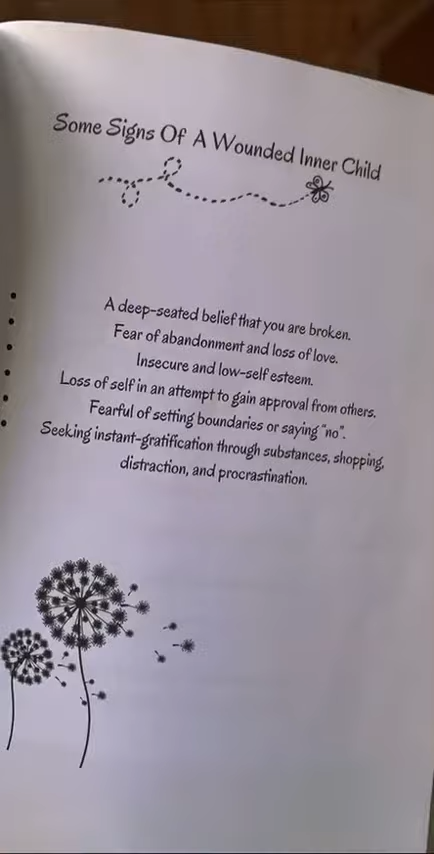 Some Signs Of A Wounded Inner Child
A deep-seated belief that you are broken.
Fear of abandonment and loss of love.
Insecure and low-self esteem.
Loss of self in an attempt to gain approval from others.
Fearful of setting boundaries or saying "no".
Seeking instant-gratification through substances, shopping,
distraction, and procrastination.